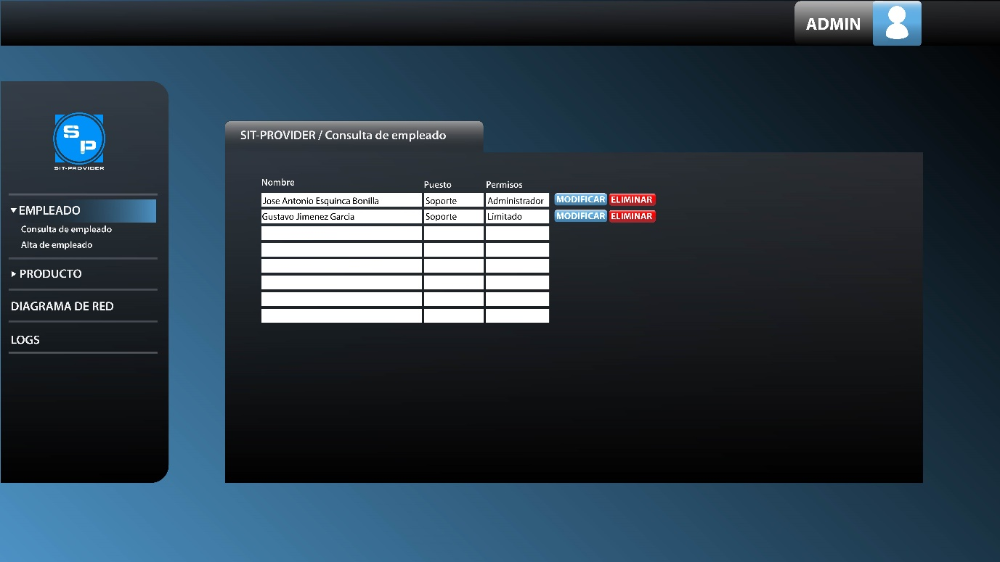 ADMIN
S
P
SIT-PROVIDER
EMPLEADO
Consulta de empleado
Alta de empleado
PRODUCTO
DIAGRAMA DE RED
LOGS
SIT-PROVIDER / Consulta de empleado
Nombre Puesto Permisos
Jose Antonio Esquinca Bonilla Soporte Administrador MODIFICAR ELIMINAR
Gustavo Jimenez Garcia Soporte Limitado MODIFICAR ELIMINAR